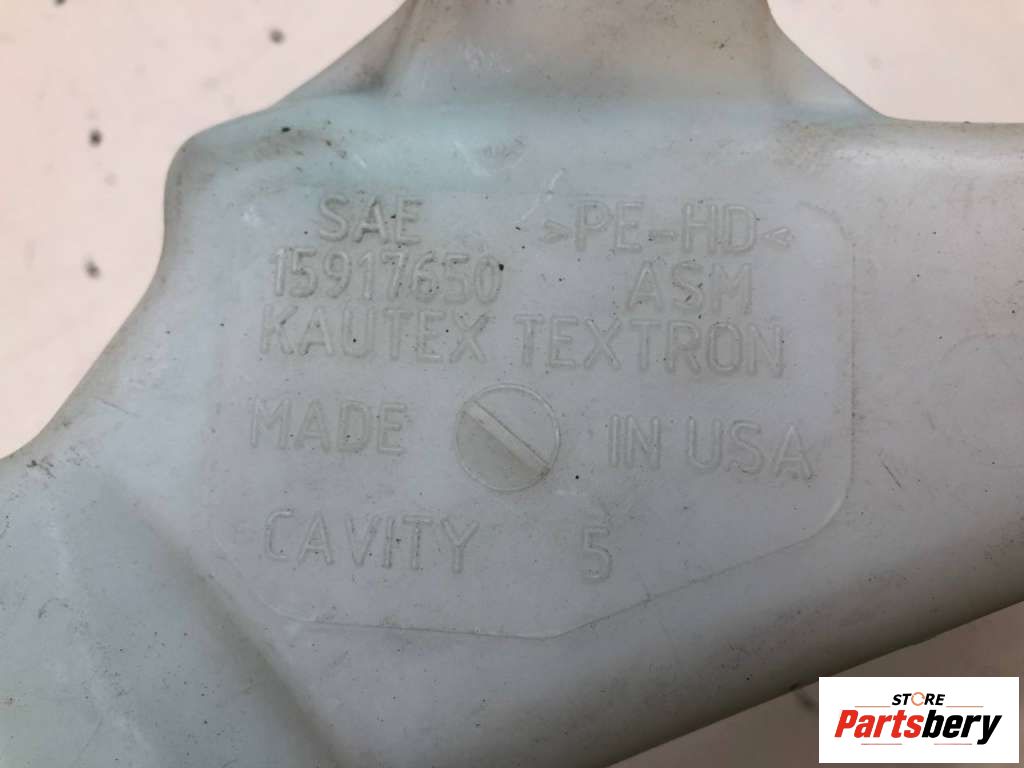 SAE >PE-HD<
15917650 ASM
KAUTEX TEXTRON
MADE IN USA
CAVITY 5
STORE
Partsbery